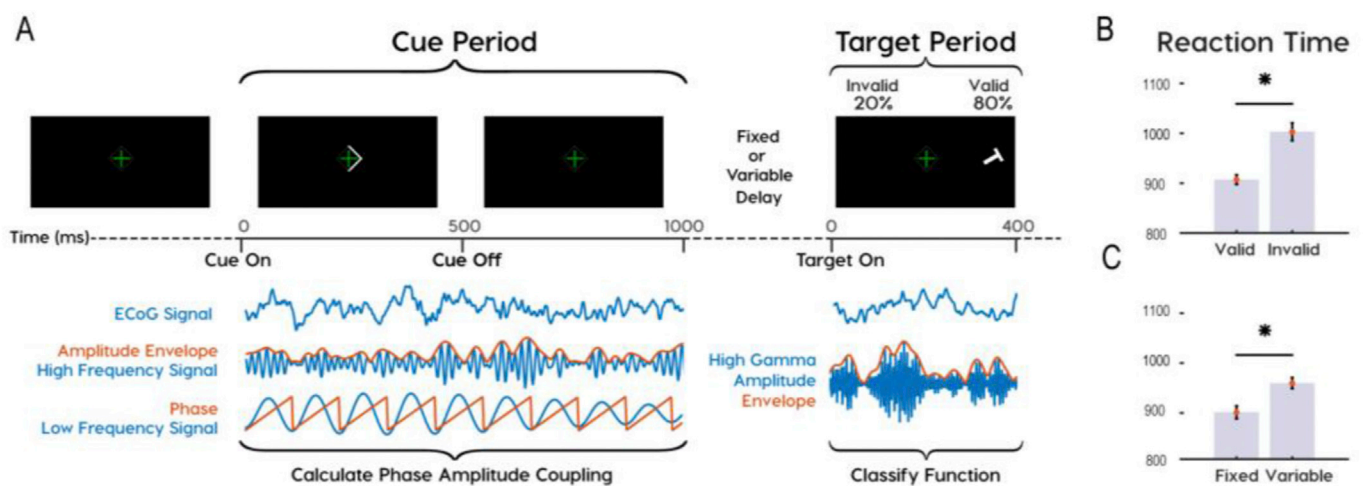 A
Cue Period
Target Period
Invalid
20%
Valid
80%
Fixed
or
Variable
Delay
Time (ms)
0
500
1000
0
400
Cue On
Cue Off
Target On
ECoG Signal
Amplitude Envelope
High Frequency Signal
Phase
Low Frequency Signal
High Gamma
Amplitude
Envelope
Calculate Phase Amplitude Coupling
Classify Function
B
Reaction Time
1100
1000
900
800
*
Valid Invalid
C
1100
1000
900
800
*
Fixed Variable